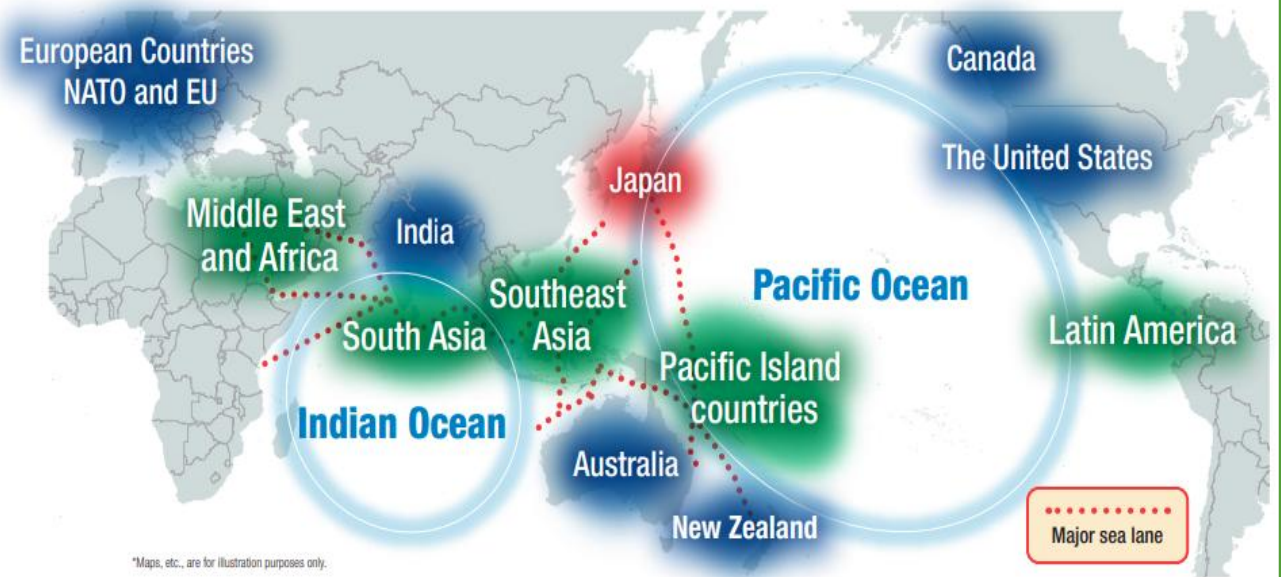 European Countries
NATO and EU
Canada
The United States
Japan
Middle East
and Africa
India
Southeast
Asia
Pacific Ocean
South Asia
Latin America
Pacific Island
countries
Indian Ocean
Australia
New Zealand
Major sea lane
*Maps, etc., are for illustration purposes only.